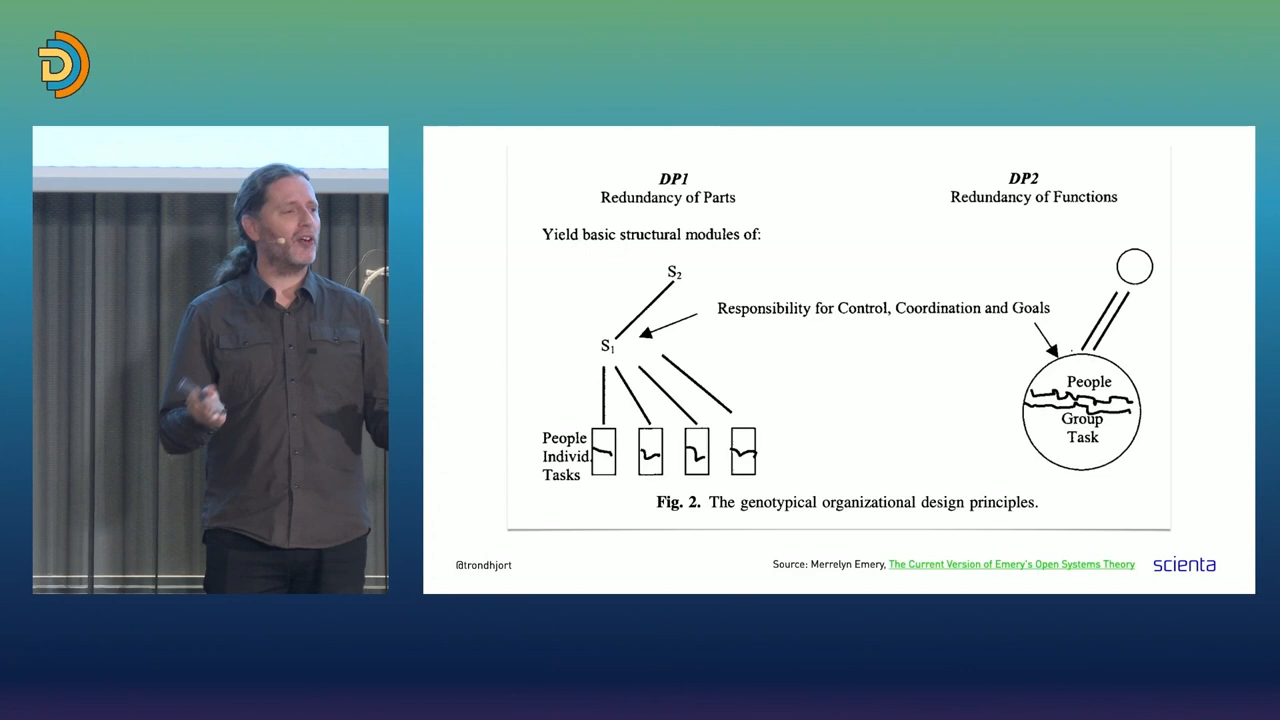 D
DP1
Redundancy of Parts
DP2
Redundancy of Functions
Yield basic structural modules of:
S₂
Responsibility for Control, Coordination and Goals
S₁
People
Individ.
Tasks
People
Group
Task
Fig. 2. The genotypical organizational design principles.
@trondhjort
Source: Merrelyn Emery, The Current Version of Emery's Open Systems Theory
scienta